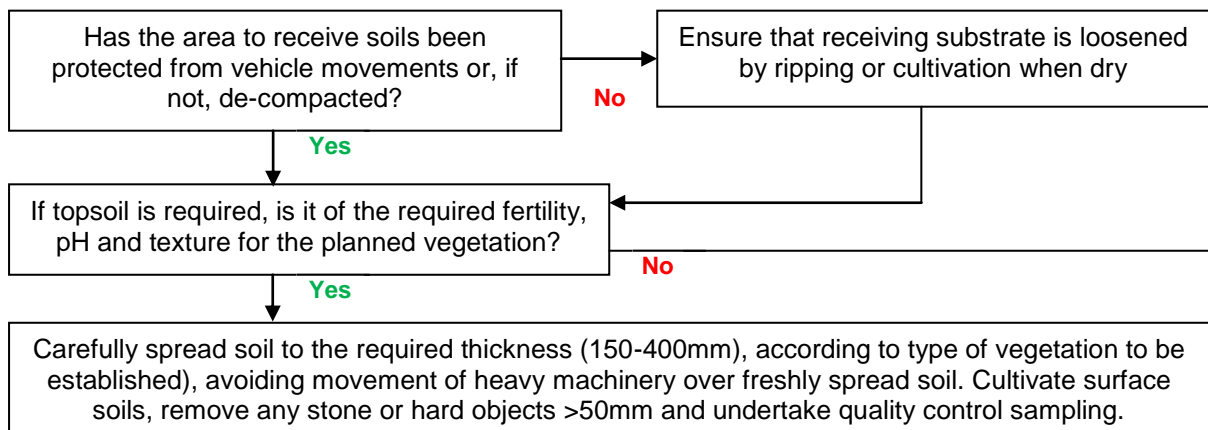 Has the area to receive soils been
protected from vehicle movements or, if
not, de-compacted?
No
Ensure that receiving substrate is loosened
by ripping or cultivation when dry
Yes
If topsoil is required, is it of the required fertility,
pH and texture for the planned vegetation?
No
Yes
Carefully spread soil to the required thickness (150-400mm), according to type of vegetation to be
established), avoiding movement of heavy machinery over freshly spread soil. Cultivate surface
soils, remove any stone or hard objects >50mm and undertake quality control sampling.